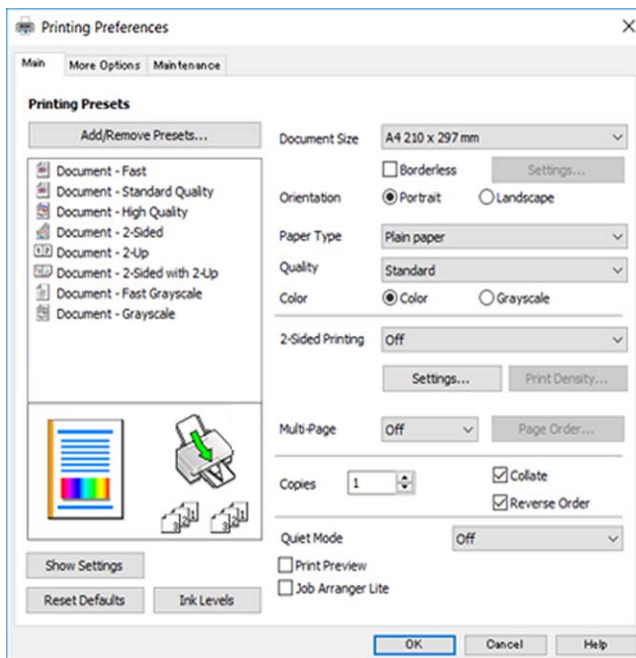 Printing Preferences
Main More Options Maintenance
Printing Presets
Add/Remove Presets...
Document - Fast
Document - Standard Quality
Document - High Quality
Document - 2-Sided
Document - 2-Up
Document - 2-Sided with 2-Up
Document - Fast Grayscale
Document - Grayscale
Show Settings
Reset Defaults Ink Levels
Document Size A4 210 x 297 mm
Borderless Settings...
Orientation Portrait Landscape
Paper Type Plain paper
Quality Standard
Color Color Grayscale
2-Sided Printing Off
Settings... Print Density...
Multi-Page Off Page Order...
Copies 1 Collate
Reverse Order
Quiet Mode Off
Print Preview
Job Arranger Lite
OK Cancel Help